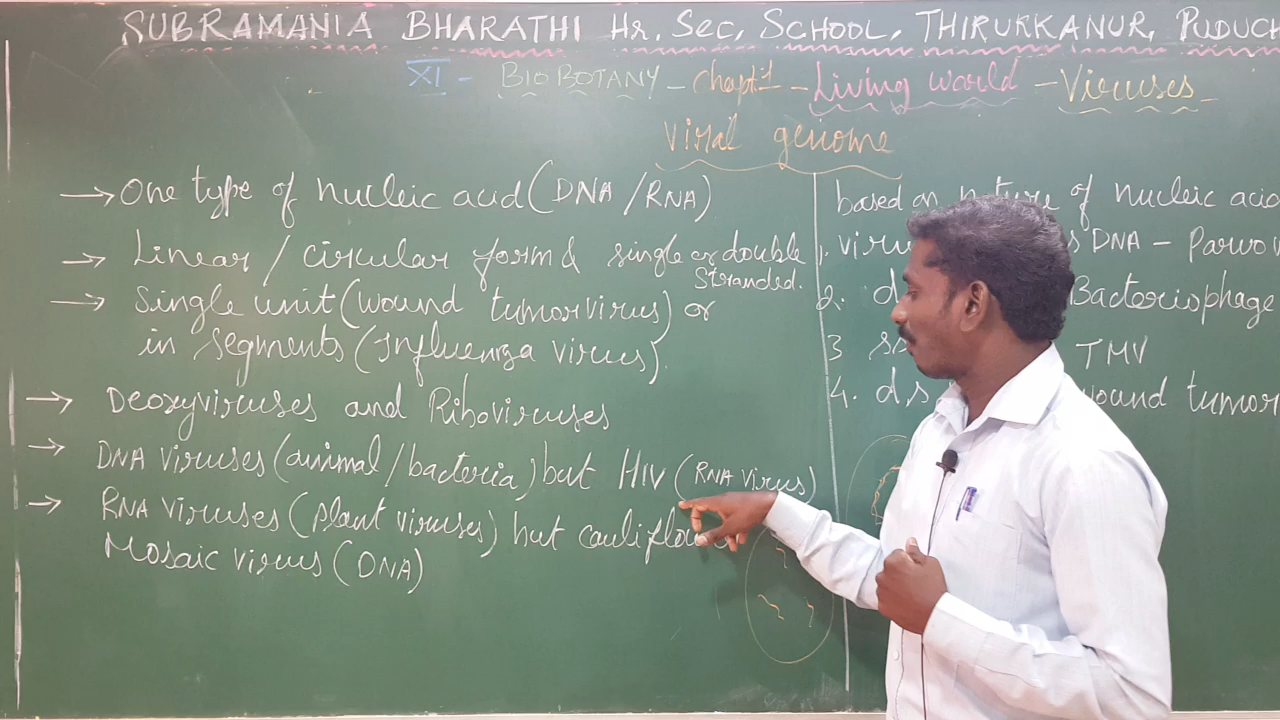 SUBRAMANIA BHARATHI Hr. Sec, SCHOOL, THIRUKKANUR, PUDUCH
XI - BIO BOTANY - Chapt 1 - Living world - Viruses
Viral genome
→ One type of nucleic acid (DNA / RNA)
→ Linear / circular form & single or double
Stranded.
→ Single unit (wound tumor virus) or
in segments (Influenza virus).
→ Deoxyviruses and Riboviruses
→ DNA viruses (animal / bacteria) but HIV (RNA virus)
→ RNA viruses (plant viruses) but cauliflow
Mosaic virus (DNA)
based on nature of nucleic acid
1. viru s DNA - Parvov
2. d Bacteriophage
3 ss TMV
4. d.s wound tumor